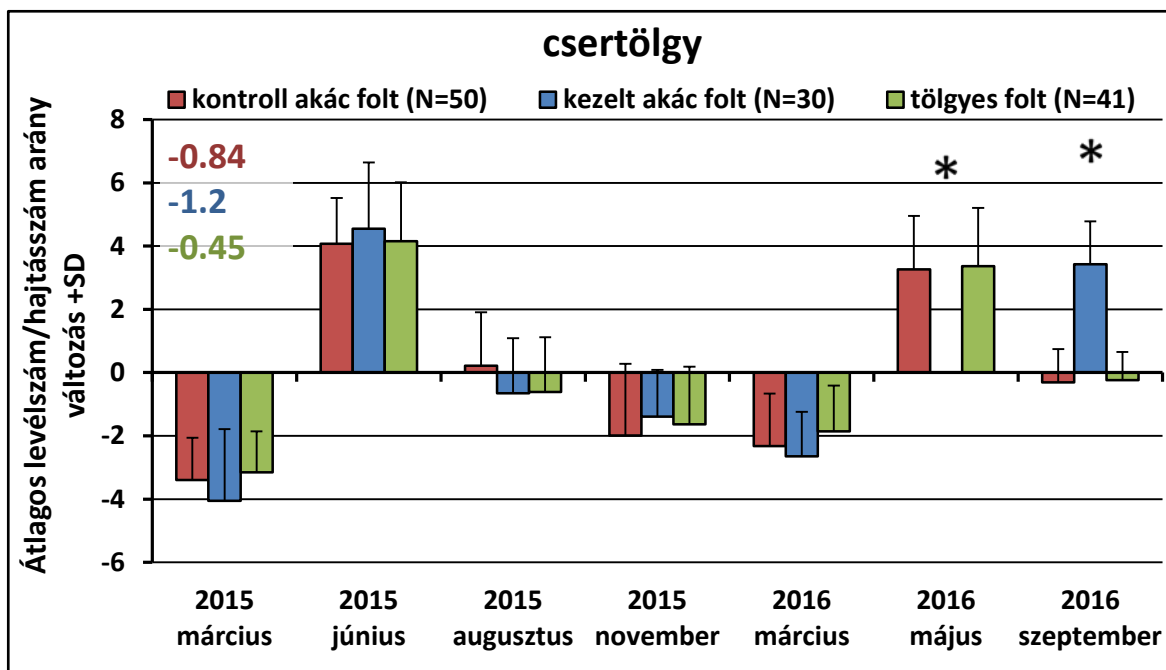 csertölgy
kontroll akác folt (N=50) kezelt akác folt (N=30) tölgyes folt (N=41)
Átlagos levélszám/hajtásszám arány
változás +SD
8
6
4
2
0
-2
-4
-6
-0.84
-1.2
-0.45
* *
2015 2015 2015 2015 2016 2016 2016
március június augusztus november március május szeptember